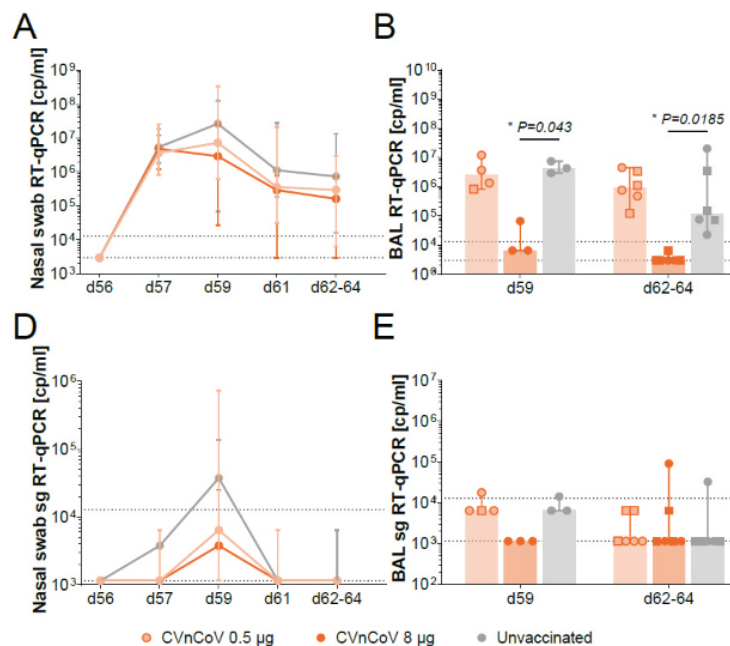 A
Nasal swab RT-qPCR [cp/ml]
10⁹
10⁸
10⁷
10⁶
10⁵
10⁴
10³
d56
d57
d59
d61
d62-64
B
BAL RT-qPCR [cp/ml]
10¹⁰
10⁹
10⁸
10⁷
10⁶
10⁵
10⁴
* P=0.043
* P=0.0185
d59
d62-64
D
Nasal swab sg RT-qPCR [cp/ml]
10⁶
10⁵
10⁴
10³
d56
d57
d59
d61
d62-64
E
BAL sg RT-qPCR [cp/ml]
10⁷
10⁶
10⁵
10⁴
10³
10²
d59
d62-64
CVnCoV 0.5 µg
CVnCoV 8 µg
Unvaccinated